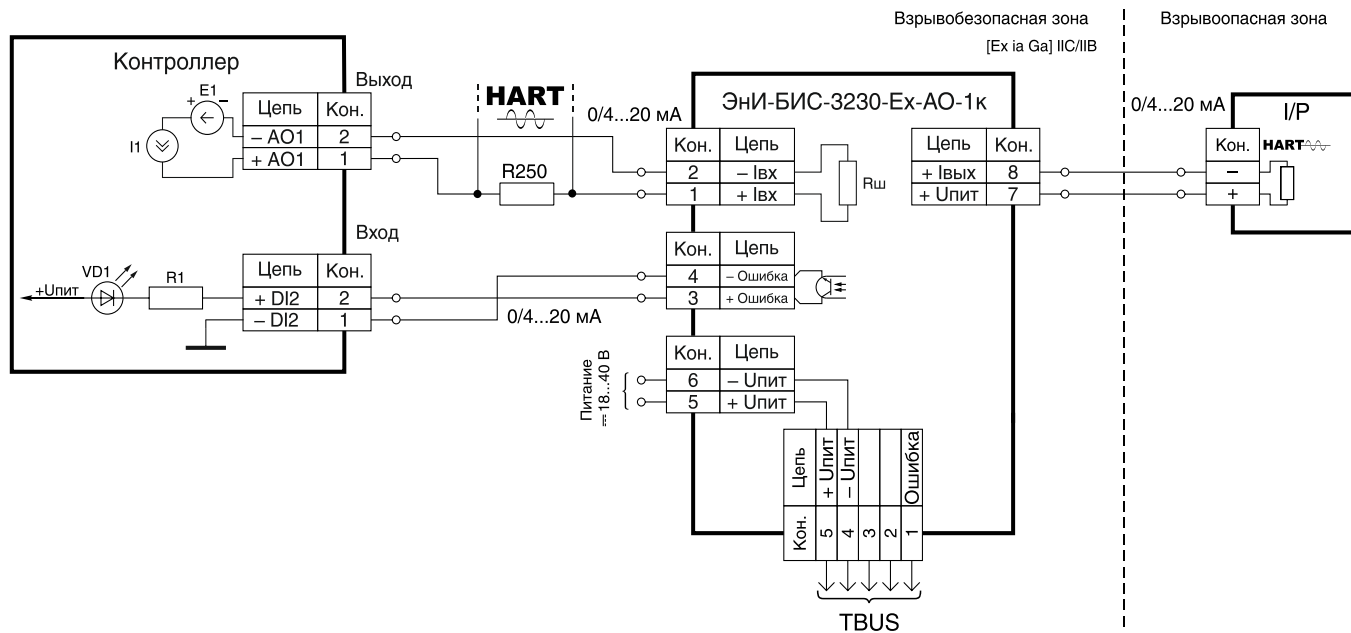 Взрывобезопасная зона
Взрывоопасная зона
[Ex ia Ga] IIC/IIB
Контроллер
Выход
E1
+ −
I1
Цепь Кон.
− AO1 2
+ AO1 1
HART
R250
0/4...20 мА
ЭнИ-БИС-3230-Ex-AO-1к
Кон. Цепь
2 − Iвх
1 + Iвх
Rш
Цепь Кон.
+ Iвых 8
+ Uпит 7
0/4...20 мА
I/P
Кон.
HART
−
+
Вход
VD1
R1
+Uпит
Цепь Кон.
+ DI2 2
− DI2 1
0/4...20 мА
Кон. Цепь
4 − Ошибка
3 + Ошибка
Питание
18...40 В
Кон. Цепь
6 − Uпит
5 + Uпит
Цепь + Uпит − Uпит Ошибка
Кон. 5 4 3 2 1
TBUS